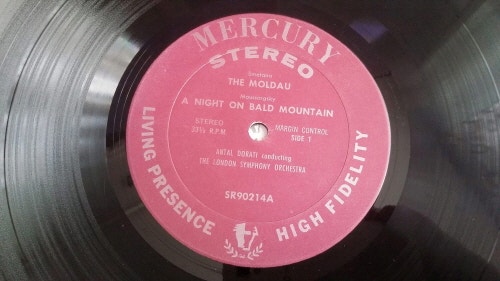 MERCURY
STEREO
Smetana
THE MOLDAU
Moussorgsky
A NIGHT ON BALD MOUNTAIN
STEREO
33⅓ R.P.M.
MARGIN CONTROL
SIDE 1
ANTAL DORATI conducting
THE LONDON SYMPHONY ORCHESTRA
SR90214A
LIVING PRESENCE
HIGH FIDELITY